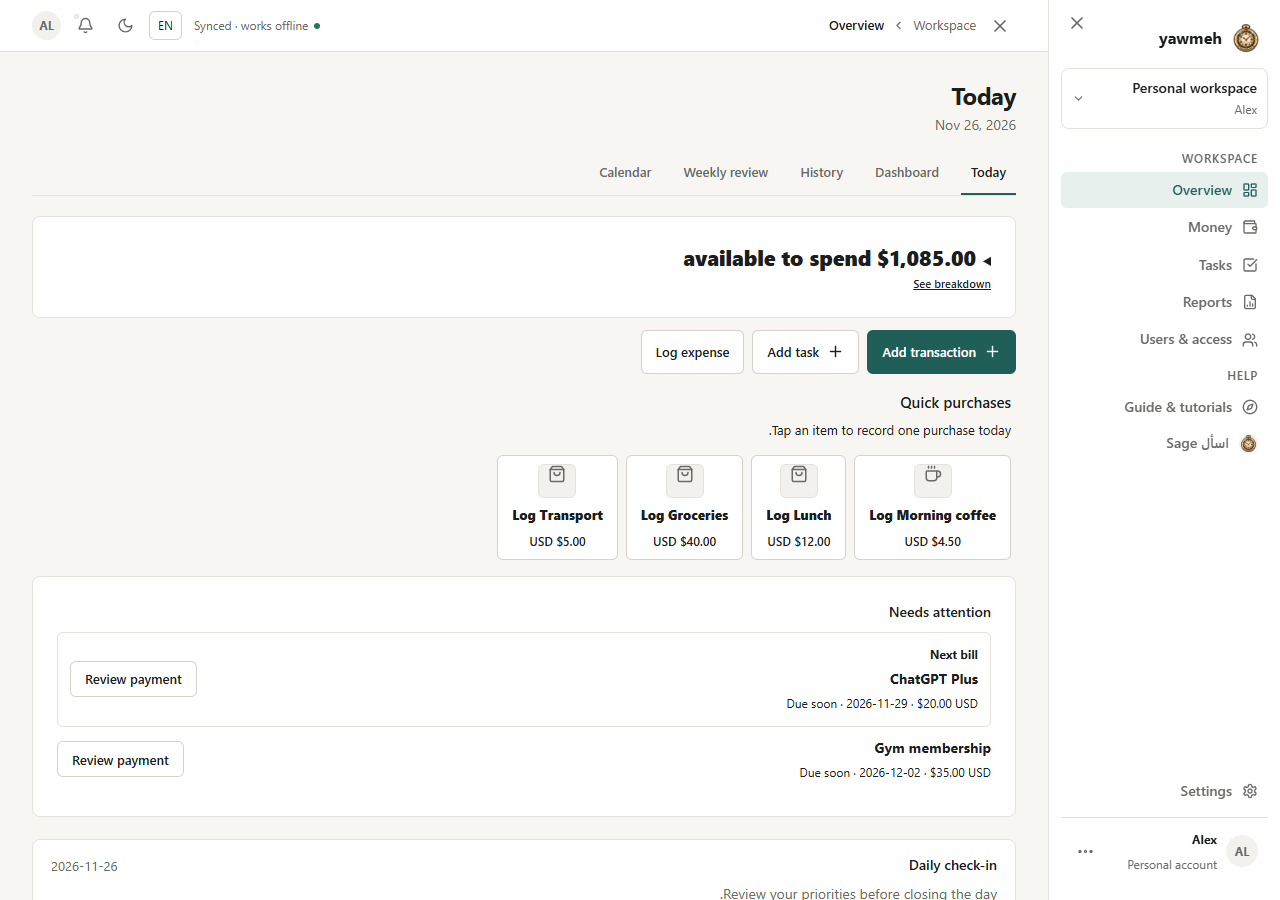 AL
EN
Synced · works offline
Overview
Workspace
yawmeh
Personal workspace
Alex
WORKSPACE
Overview
Money
Tasks
Reports
Users & access
HELP
Guide & tutorials
اسأل Sage
Settings
Alex
Personal account
AL
Today
Nov 26, 2026
Today
Dashboard
History
Weekly review
Calendar
available to spend $1,085.00
See breakdown
Add transaction
Add task
Log expense
Quick purchases
.Tap an item to record one purchase today
Log Morning coffee
USD $4.50
Log Lunch
USD $12.00
Log Groceries
USD $40.00
Log Transport
USD $5.00
Needs attention
Next bill
ChatGPT Plus
Due soon · 2026-11-29 · $20.00 USD
Review payment
Gym membership
Due soon · 2026-12-02 · $35.00 USD
Review payment
Daily check-in
2026-11-26
.Review your priorities before closing the day